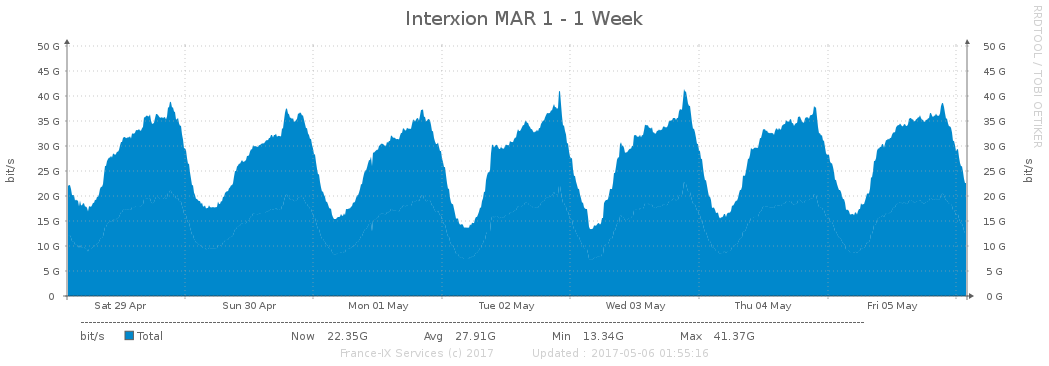 Interxion MAR 1 - 1 Week
RRDTOOL / TOBI OETIKER
50 G 50 G
45 G 45 G
40 G 40 G
35 G 35 G
30 G 30 G
25 G 25 G
20 G 20 G
15 G 15 G
10 G 10 G
5 G 5 G
0 0 G
bit/s bit/s
Sat 29 Apr Sun 30 Apr Mon 01 May Tue 02 May Wed 03 May Thu 04 May Fri 05 May
bit/s Total Now 22.35G Avg 27.91G Min 13.34G Max 41.37G
France-IX Services (c) 2017 Updated : 2017-05-06 01:55:16